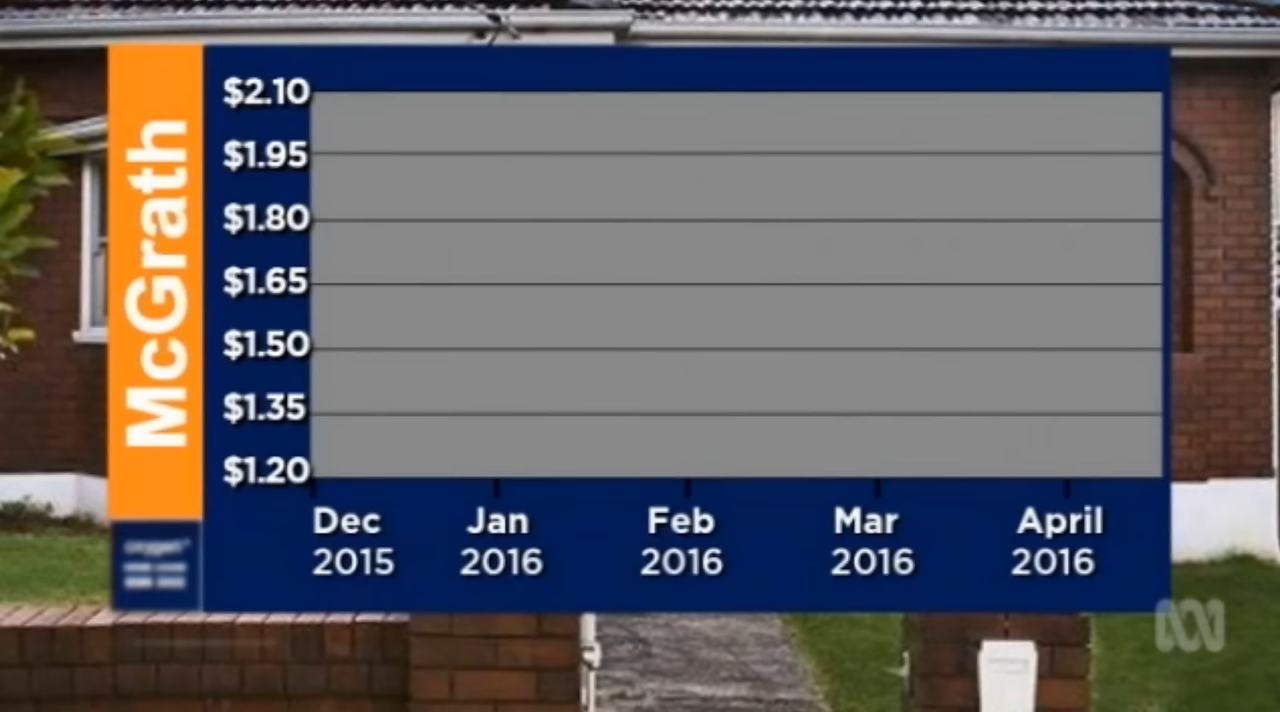 McGrath
$2.10
$1.95
$1.80
$1.65
$1.50
$1.35
$1.20
Dec 2015
Jan 2016
Feb 2016
Mar 2016
April 2016